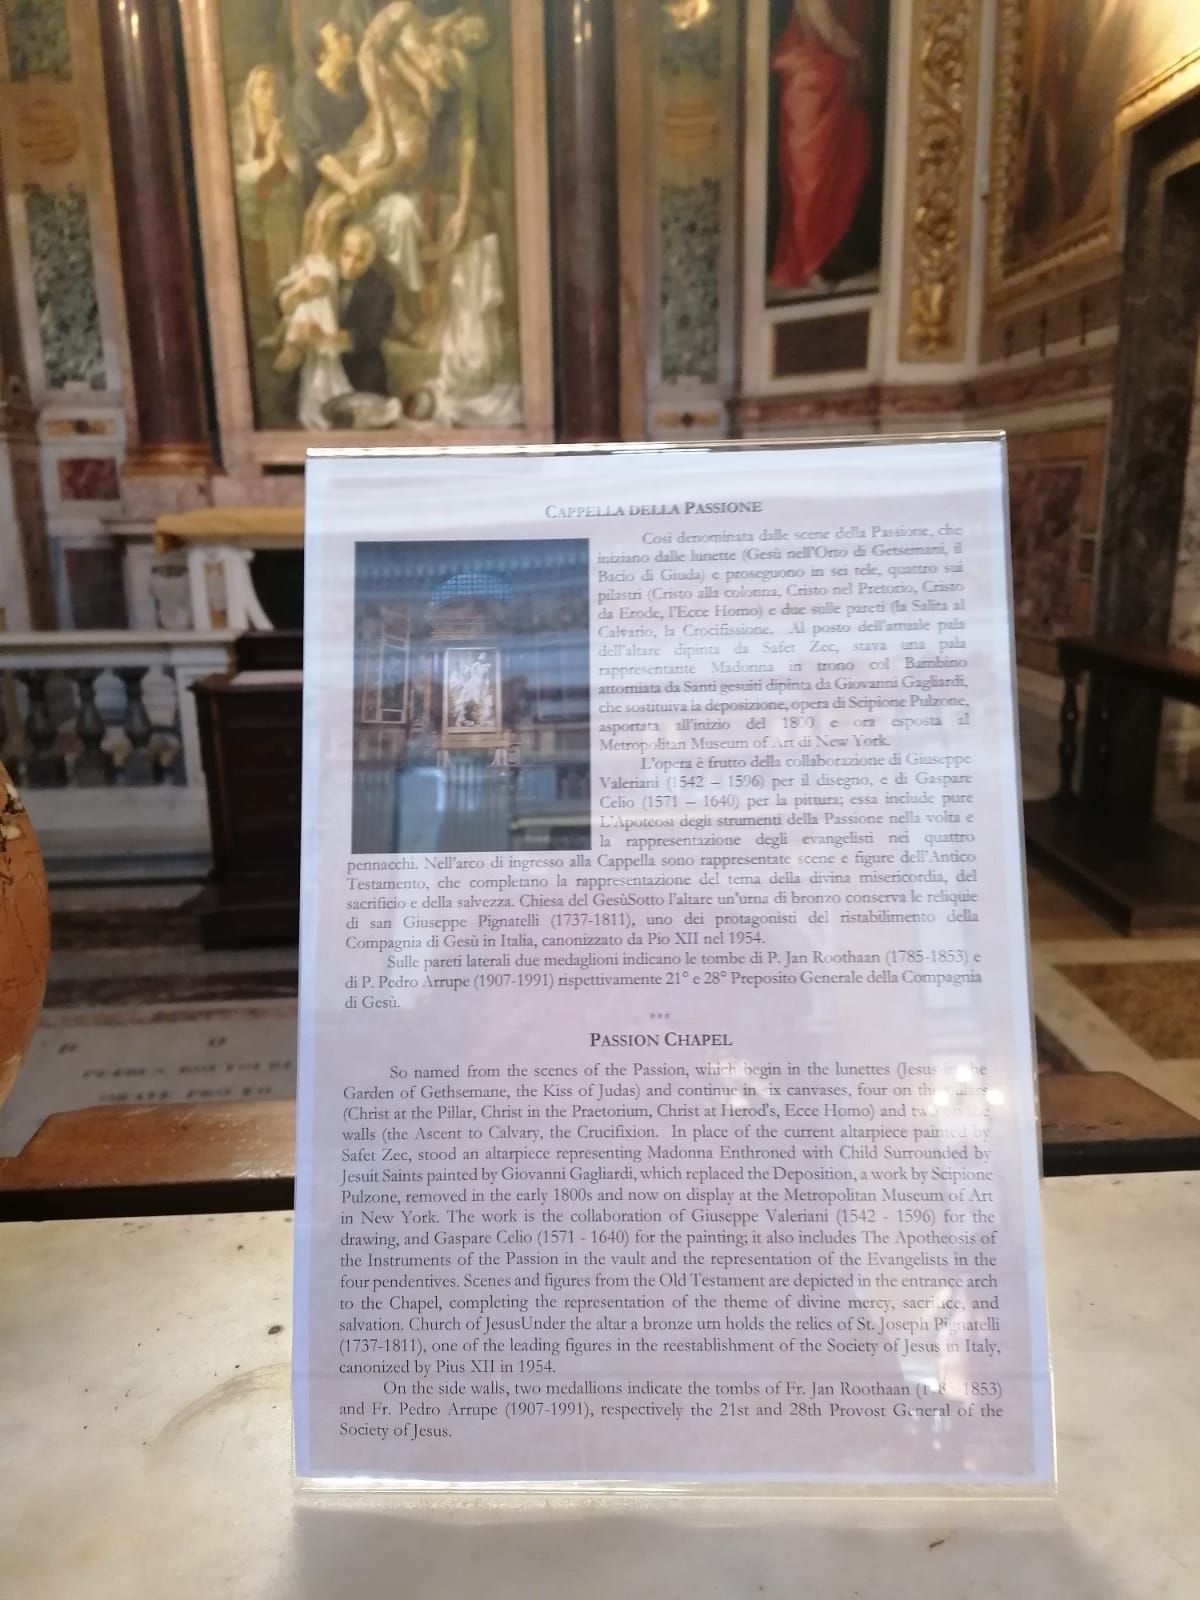 CAPPELLA DELLA PASSIONE
Così denominata dalle scene della Passione, che
iniziano dalle lunette (Gesù nell'Orto di Getsemani, il
Bacio di Giuda) e proseguono in sei tele, quattro sui
pilastri (Cristo alla colonna, Cristo nel Pretorio, Cristo
da Erode, l'Ecce Homo) e due sulle pareti (la Salita al
Calvario, la Crocifissione. Al posto dell'attuale pala
dell'altare dipinta da Safet Zec, stava una pala
rappresentante Madonna in trono col Bambino
attorniata da Santi gesuiti dipinta da Giovanni Gagliardi,
che sostituiva la deposizione, opera di Scipione Pulzone,
asportata all'inizio del 1800 e ora esposta al
Metropolitan Museum of Art di New York.
L'opera è frutto della collaborazione di Giuseppe
Valeriani (1542 – 1596) per il disegno, e di Gaspare
Celio (1571 – 1640) per la pittura; essa include pure
L'Apoteosi degli strumenti della Passione nella volta e
la rappresentazione degli evangelisti nei quattro
pennacchi. Nell'arco di ingresso alla Cappella sono rappresentate scene e figure dell'Antico
Testamento, che completano la rappresentazione del tema della divina misericordia, del
sacrificio e della salvezza. Chiesa del GesùSotto l'altare un'urna di bronzo conserva le reliquie
di san Giuseppe Pignatelli (1737-1811), uno dei protagonisti del ristabilimento della
Compagnia di Gesù in Italia, canonizzato da Pio XII nel 1954.
Sulle pareti laterali due medaglioni indicano le tombe di P. Jan Roothaan (1785-1853) e
di P. Pedro Arrupe (1907-1991) rispettivamente 21° e 28° Preposito Generale della Compagnia
di Gesù.
***
PASSION CHAPEL
So named from the scenes of the Passion, which begin in the lunettes (Jesus in the
Garden of Gethsemane, the Kiss of Judas) and continue in six canvases, four on the pillars
(Christ at the Pillar, Christ in the Praetorium, Christ at Herod's, Ecce Homo) and two on the
walls (the Ascent to Calvary, the Crucifixion. In place of the current altarpiece painted by
Safet Zec, stood an altarpiece representing Madonna Enthroned with Child Surrounded by
Jesuit Saints painted by Giovanni Gagliardi, which replaced the Deposition, a work by Scipione
Pulzone, removed in the early 1800s and now on display at the Metropolitan Museum of Art
in New York. The work is the collaboration of Giuseppe Valeriani (1542 - 1596) for the
drawing, and Gaspare Celio (1571 - 1640) for the painting; it also includes The Apotheosis of
the Instruments of the Passion in the vault and the representation of the Evangelists in the
four pendentives. Scenes and figures from the Old Testament are depicted in the entrance arch
to the Chapel, completing the representation of the theme of divine mercy, sacrifice, and
salvation. Church of JesusUnder the altar a bronze urn holds the relics of St. Joseph Pignatelli
(1737-1811), one of the leading figures in the reestablishment of the Society of Jesus in Italy,
canonized by Pius XII in 1954.
On the side walls, two medallions indicate the tombs of Fr. Jan Roothaan (1785-1853)
and Fr. Pedro Arrupe (1907-1991), respectively the 21st and 28th Provost General of the
Society of Jesus.